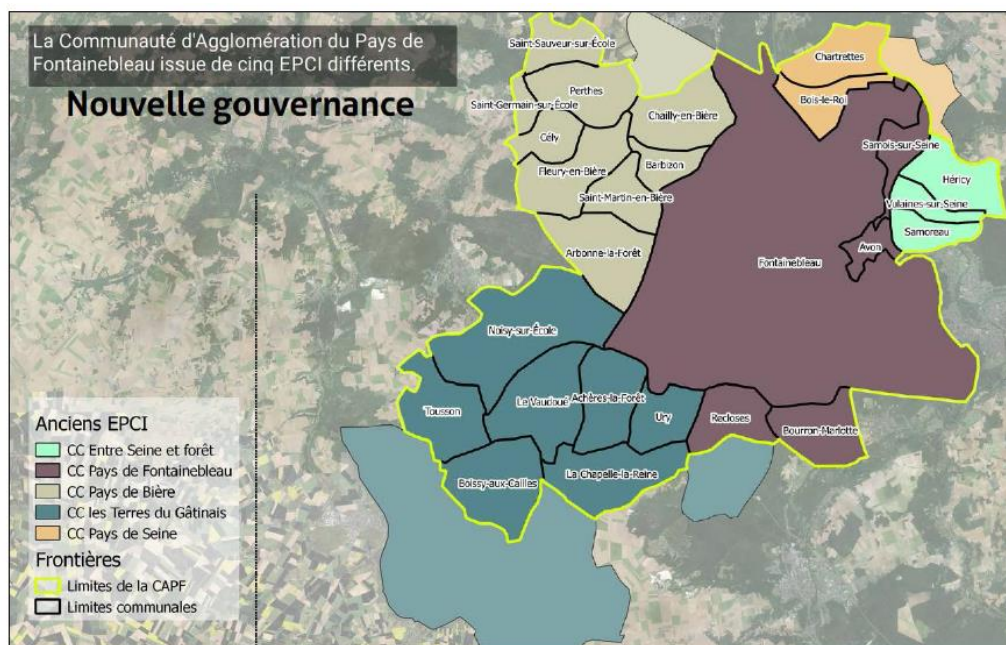 La Communauté d'Agglomération du Pays de
Fontainebleau issue de cinq EPCI différents.
Nouvelle gouvernance
Saint-Sauveur-sur-École
Chartrettes
Perthes
Saint-Germain-sur-École
Bois-le-Roi
Chailly-en-Bière
Cély
Samois-sur-Seine
Barbizon
Fleury-en-Bière
Héricy
Saint-Martin-en-Bière
Vulaines-sur-Seine
Samoreau
Arbonne-la-Forêt
Avon
Fontainebleau
Noisy-sur-École
Achères-la-Forêt
Le Vaudoué
Tousson
Ury
Recloses
Bourron-Marlotte
La Chapelle-la-Reine
Boissy-aux-Cailles
Anciens EPCI
CC Entre Seine et forêt
CC Pays de Fontainebleau
CC Pays de Bière
CC les Terres du Gâtinais
CC Pays de Seine
Frontières
Limites de la CAPF
Limites communales